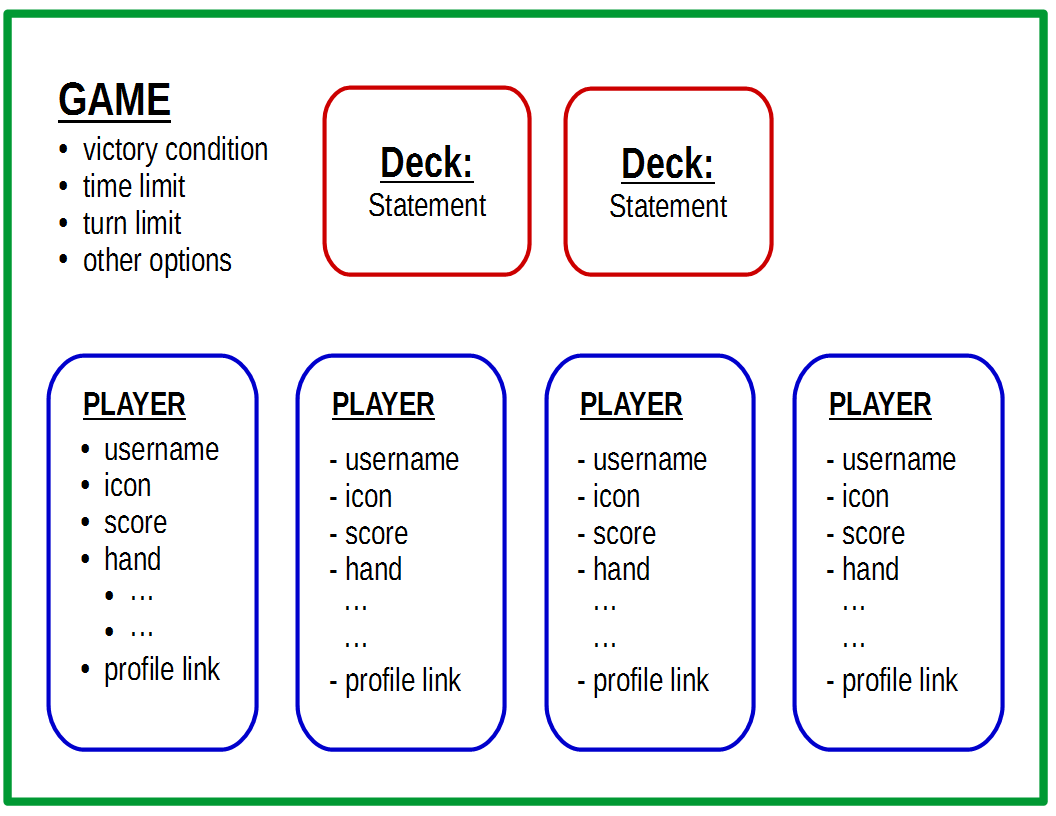 GAME
• victory condition
• time limit
• turn limit
• other options
Deck:
Statement
Deck:
Statement
PLAYER
• username
• icon
• score
• hand
• ...
• ...
• profile link
PLAYER
- username
- icon
- score
- hand
...
...
- profile link
PLAYER
- username
- icon
- score
- hand
...
...
- profile link
PLAYER
- username
- icon
- score
- hand
...
...
- profile link